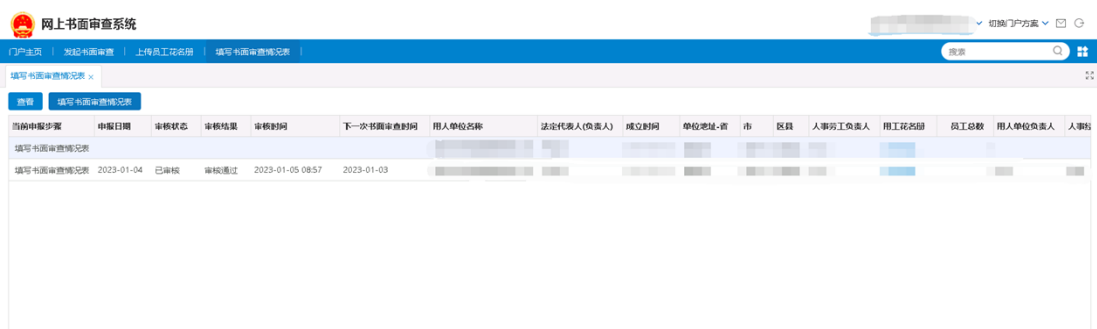 网上书面审查系统
切换门户方案
门户主页 发起书面审查 上传员工花名册 填写书面审查情况表
搜索
填写书面审查情况表 ×
查看 填写书面审查情况表
当前申报步骤 申报日期 审核状态 审核结果 审核时间 下一次书面审查时间 用人单位名称 法定代表人(负责人) 成立时间 单位地址-省 市 区县 人事劳工负责人 用工花名册 员工总数 用人单位负责人
填写书面审查情况表
填写书面审查情况表 2023-01-04 已审核 审核通过 2023-01-05 08:57 2023-01-03